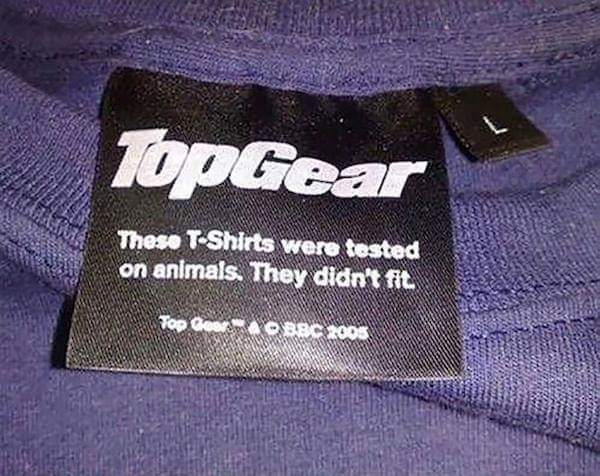 TopGear
L
These T-Shirts were tested
on animals. They didn't fit.
Top Gear™ & © BBC 2005